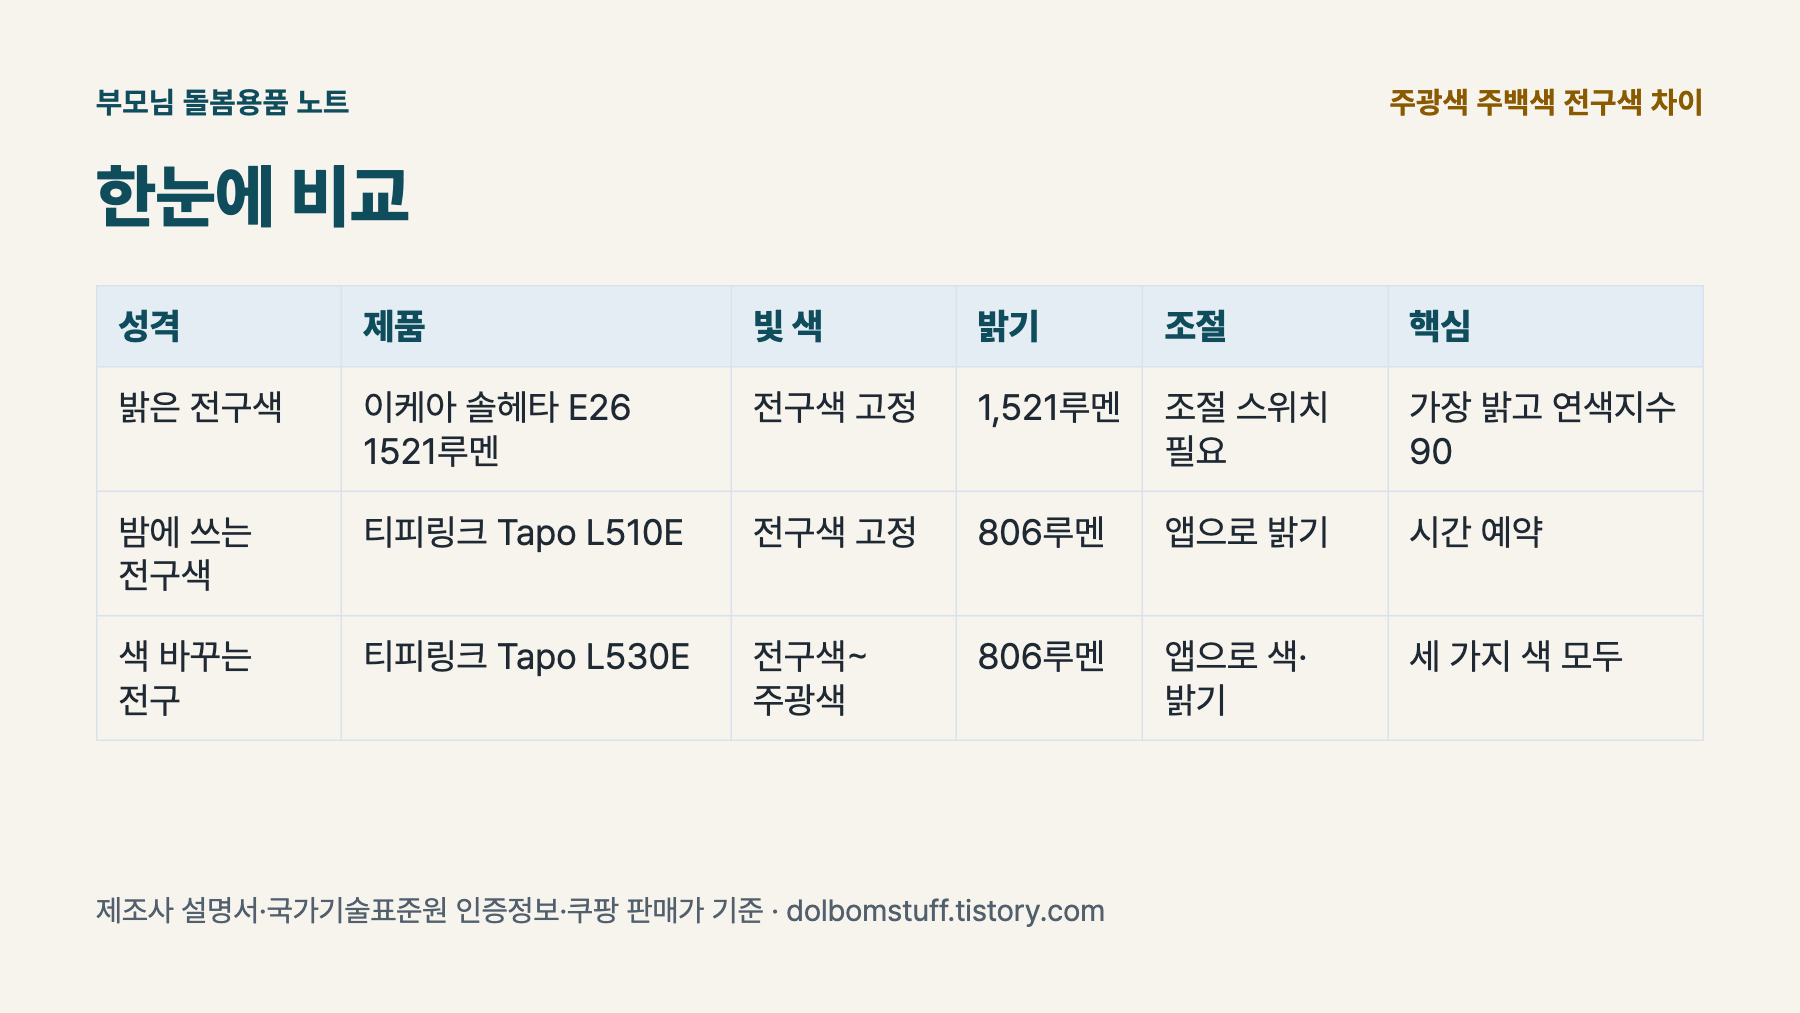 부모님 돌봄용품 노트
주광색 주백색 전구색 차이
한눈에 비교
성격 제품 빛 색 밝기 조절 핵심
밝은 전구색 이케아 솔헤타 E26 전구색 고정 1,521루멘 조절 스위치 가장 밝고 연색지수
1521루멘 필요 90
밤에 쓰는 티피링크 Tapo L510E 전구색 고정 806루멘 앱으로 밝기 시간 예약
전구색
색 바꾸는 티피링크 Tapo L530E 전구색~ 806루멘 앱으로 색· 세 가지 색 모두
전구 주광색 밝기
제조사 설명서·국가기술표준원 인증정보·쿠팡 판매가 기준 · dolbomstuff.tistory.com